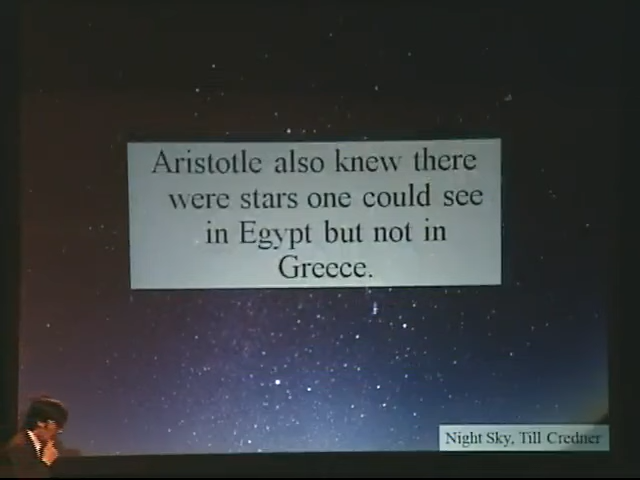 Aristotle also knew there
were stars one could see
in Egypt but not in
Greece.
Night Sky, Till Credner